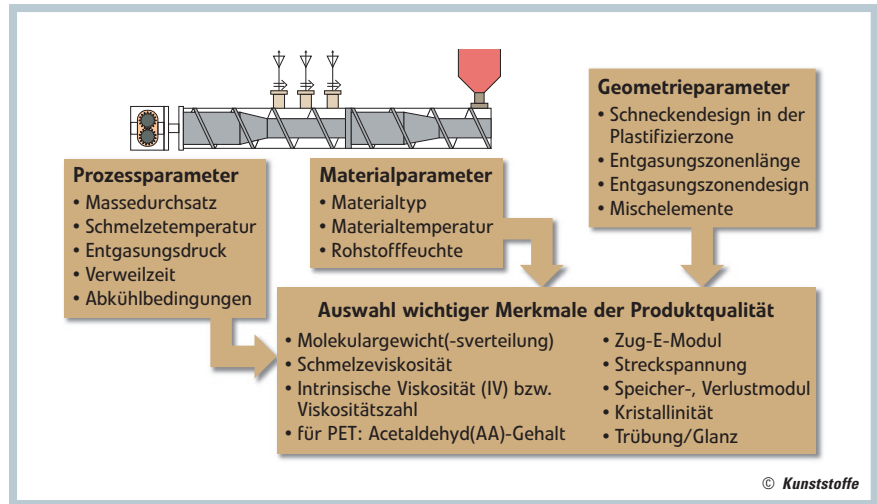 Geometrieparameter
• Schneckendesign in der
Plastifizierzone
• Entgasungszonenlänge
• Entgasungszonendesign
• Mischelemente
Prozessparameter
• Massedurchsatz
• Schmelzetemperatur
• Entgasungsdruck
• Verweilzeit
• Abkühlbedingungen
Materialparameter
• Materialtyp
• Materialtemperatur
• Rohstofffeuchte
Auswahl wichtiger Merkmale der Produktqualität
• Molekulargewicht(-sverteilung)
• Schmelzeviskosität
• Intrinsische Viskosität (IV) bzw.
Viskositätszahl
• für PET: Acetaldehyd(AA)-Gehalt
• Zug-E-Modul
• Streckspannung
• Speicher-, Verlustmodul
• Kristallinität
• Trübung/Glanz
© Kunststoffe